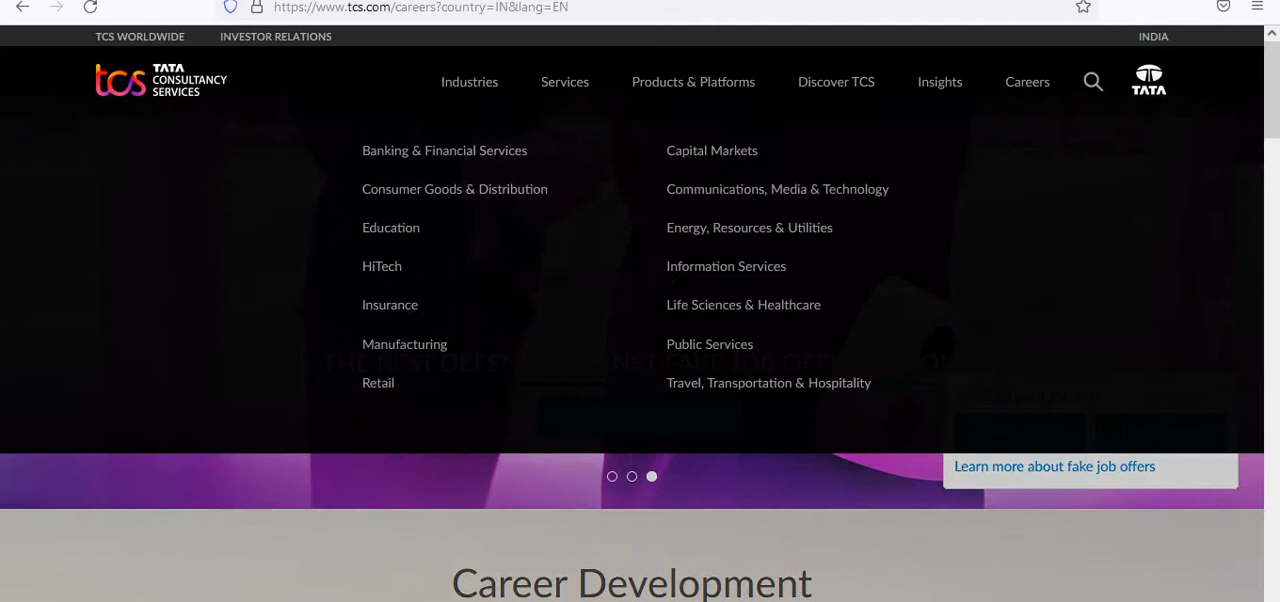 https://www.tcs.com/careers?country=IN&lang=EN
TCS WORLDWIDE INVESTOR RELATIONS INDIA
tcs TATA CONSULTANCY SERVICES
Industries Services Products & Platforms Discover TCS Insights Careers TATA
Banking & Financial Services Capital Markets
Consumer Goods & Distribution Communications, Media & Technology
Education Energy, Resources & Utilities
HiTech Information Services
Insurance Life Sciences & Healthcare
Manufacturing Public Services
THE BEST DEFEN
Retail Travel, Transportation & Hospitality
Learn more about fake job offers
Career Development